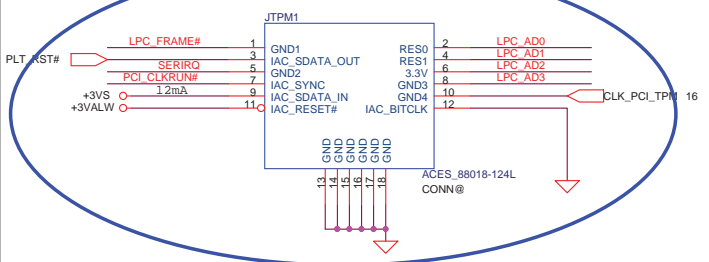 JTPM1
LPC_FRAME# 1 GND1 RES0 2 LPC_AD0
PLT_RST# 3 IAC_SDATA_OUT RES1 4 LPC_AD1
SERIRQ 5 GND2 3.3V 6 LPC_AD2
PCI_CLKRUN# 7 IAC_SYNC GND3 8 LPC_AD3
+3VS 12mA 9 IAC_SDATA_IN GND4 10 CLK_PCI_TPM 16
+3VALW 11 IAC_RESET# IAC_BITCLK 12
GND GND GND GND GND GND
13 14 15 16 17 18
ACES_88018-124L
CONN@